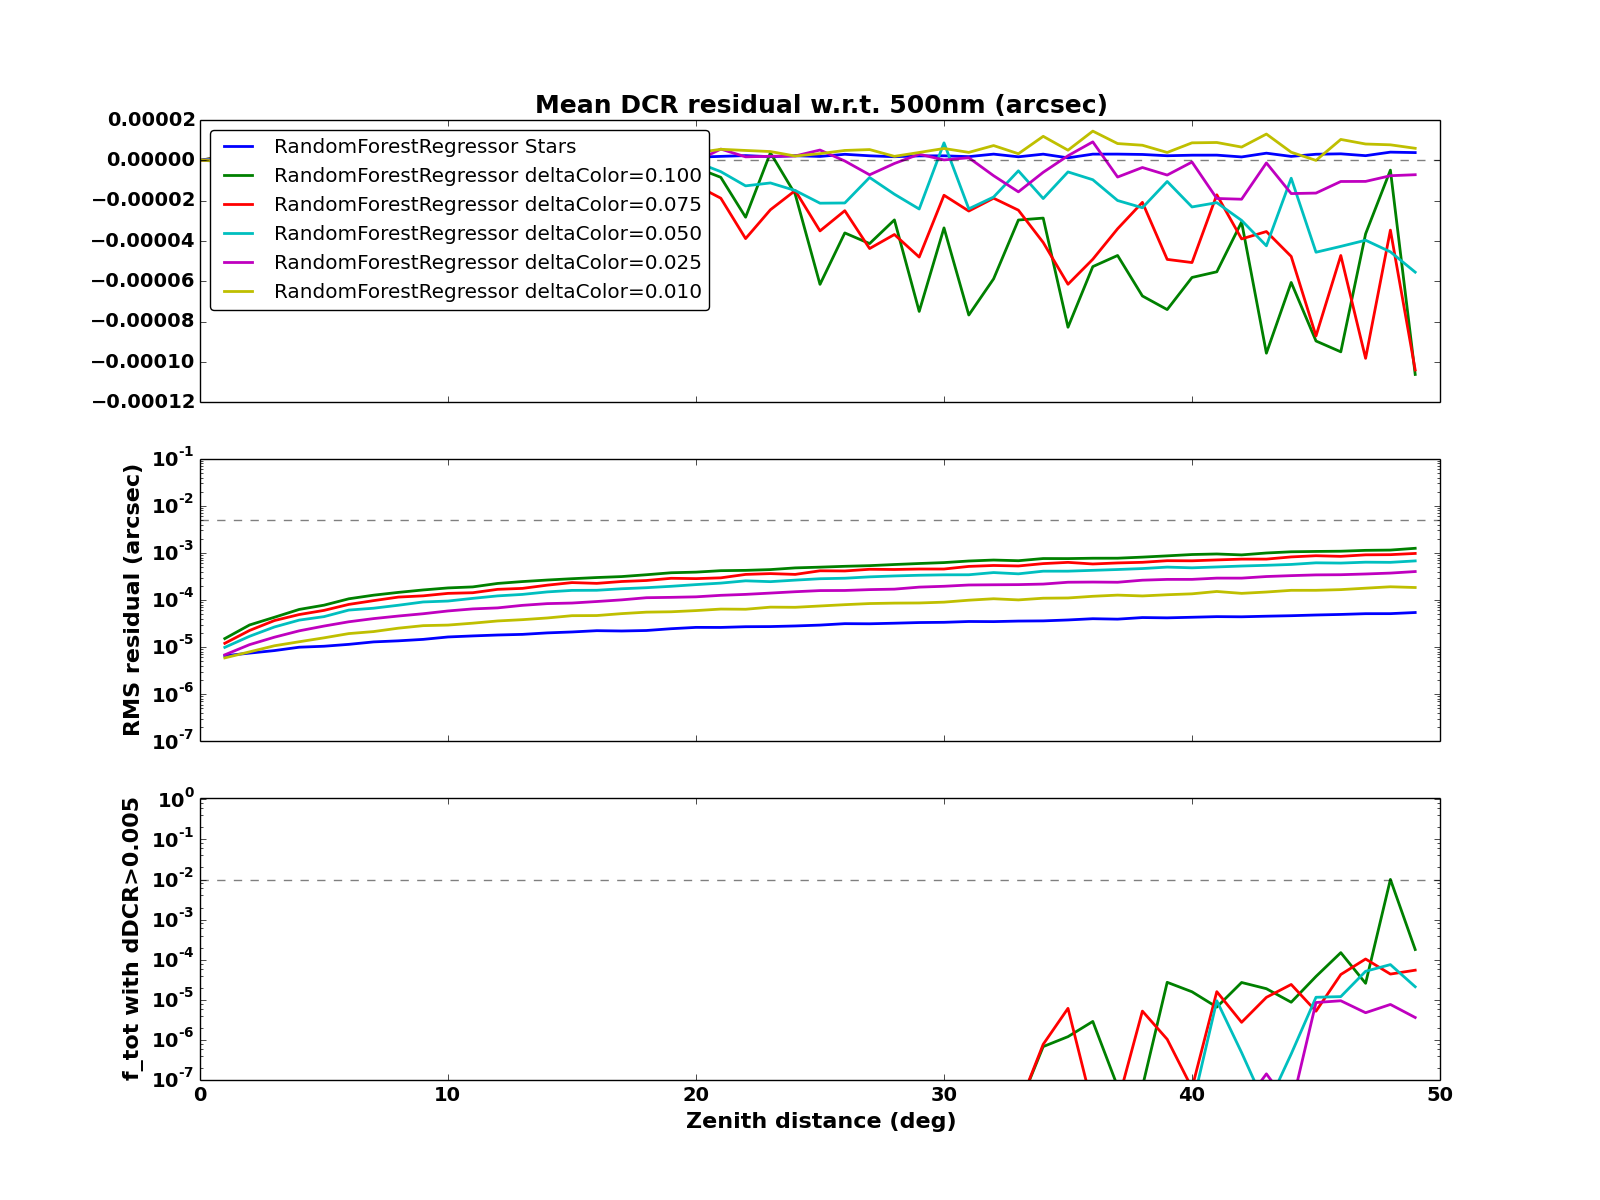 Mean DCR residual w.r.t. 500nm (arcsec)
0.00002
0.00000
−0.00002
−0.00004
−0.00006
−0.00008
−0.00010
−0.00012
RandomForestRegressor Stars
RandomForestRegressor deltaColor=0.100
RandomForestRegressor deltaColor=0.075
RandomForestRegressor deltaColor=0.050
RandomForestRegressor deltaColor=0.025
RandomForestRegressor deltaColor=0.010
RMS residual (arcsec)
10^-1
10^-2
10^-3
10^-4
10^-5
10^-6
10^-7
f_tot with dDCR>0.005
10^0
10^-1
10^-2
10^-3
10^-4
10^-5
10^-6
10^-7
0 10 20 30 40 50
Zenith distance (deg)